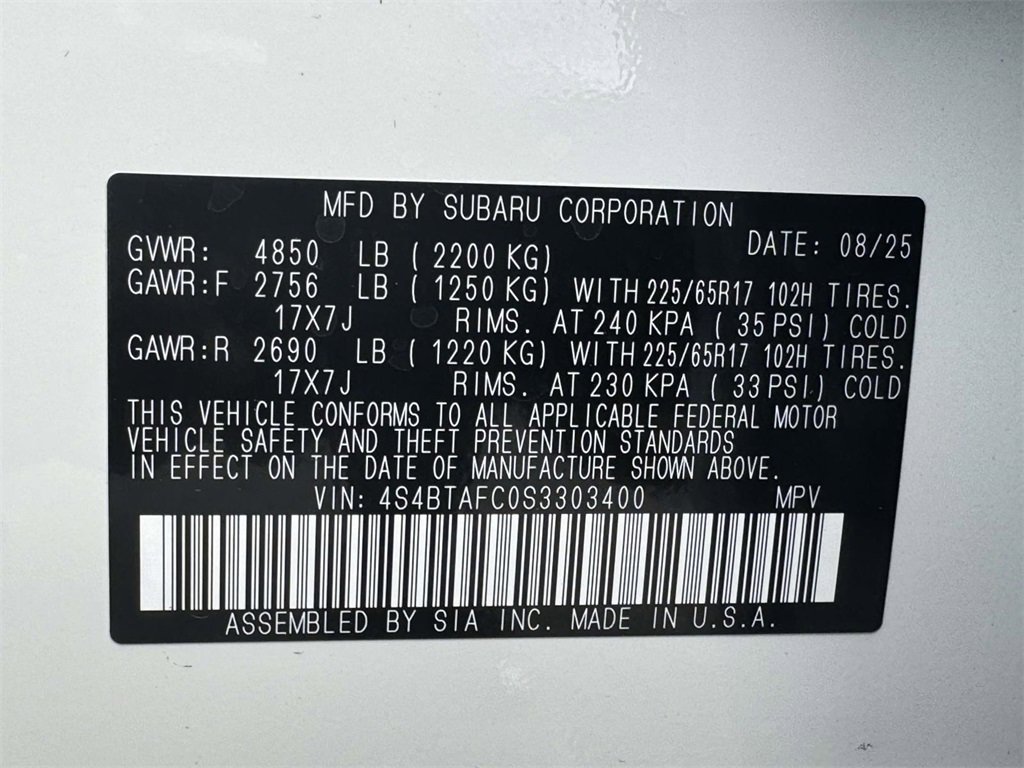 MFD BY SUBARU CORPORATION
DATE: 08/25
GVWR: 4850 LB ( 2200 KG)
GAWR:F 2756 LB ( 1250 KG) WITH 225/65R17 102H TIRES.
17X7J RIMS. AT 240 KPA ( 35 PSI) COLD
GAWR:R 2690 LB ( 1220 KG) WITH 225/65R17 102H TIRES.
17X7J RIMS. AT 230 KPA ( 33 PSI) COLD
THIS VEHICLE CONFORMS TO ALL APPLICABLE FEDERAL MOTOR
VEHICLE SAFETY AND THEFT PREVENTION STANDARDS
IN EFFECT ON THE DATE OF MANUFACTURE SHOWN ABOVE.
VIN: 4S4BTAFC0S3303400 MPV
ASSEMBLED BY SIA INC. MADE IN U.S.A.